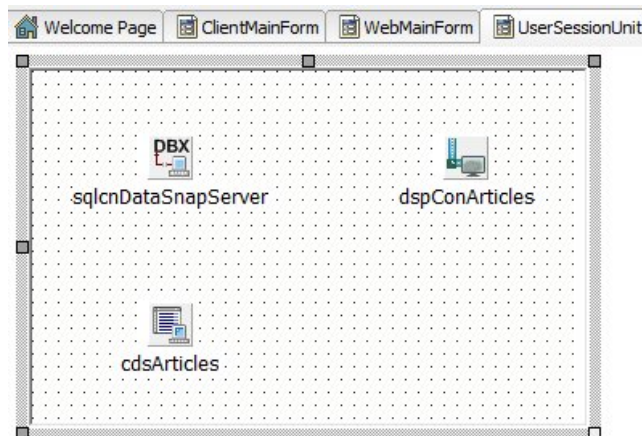 Welcome Page ClientMainForm WebMainForm UserSessionUnit
DBX
sqlcnDataSnapServer dspConArticles
cdsArticles